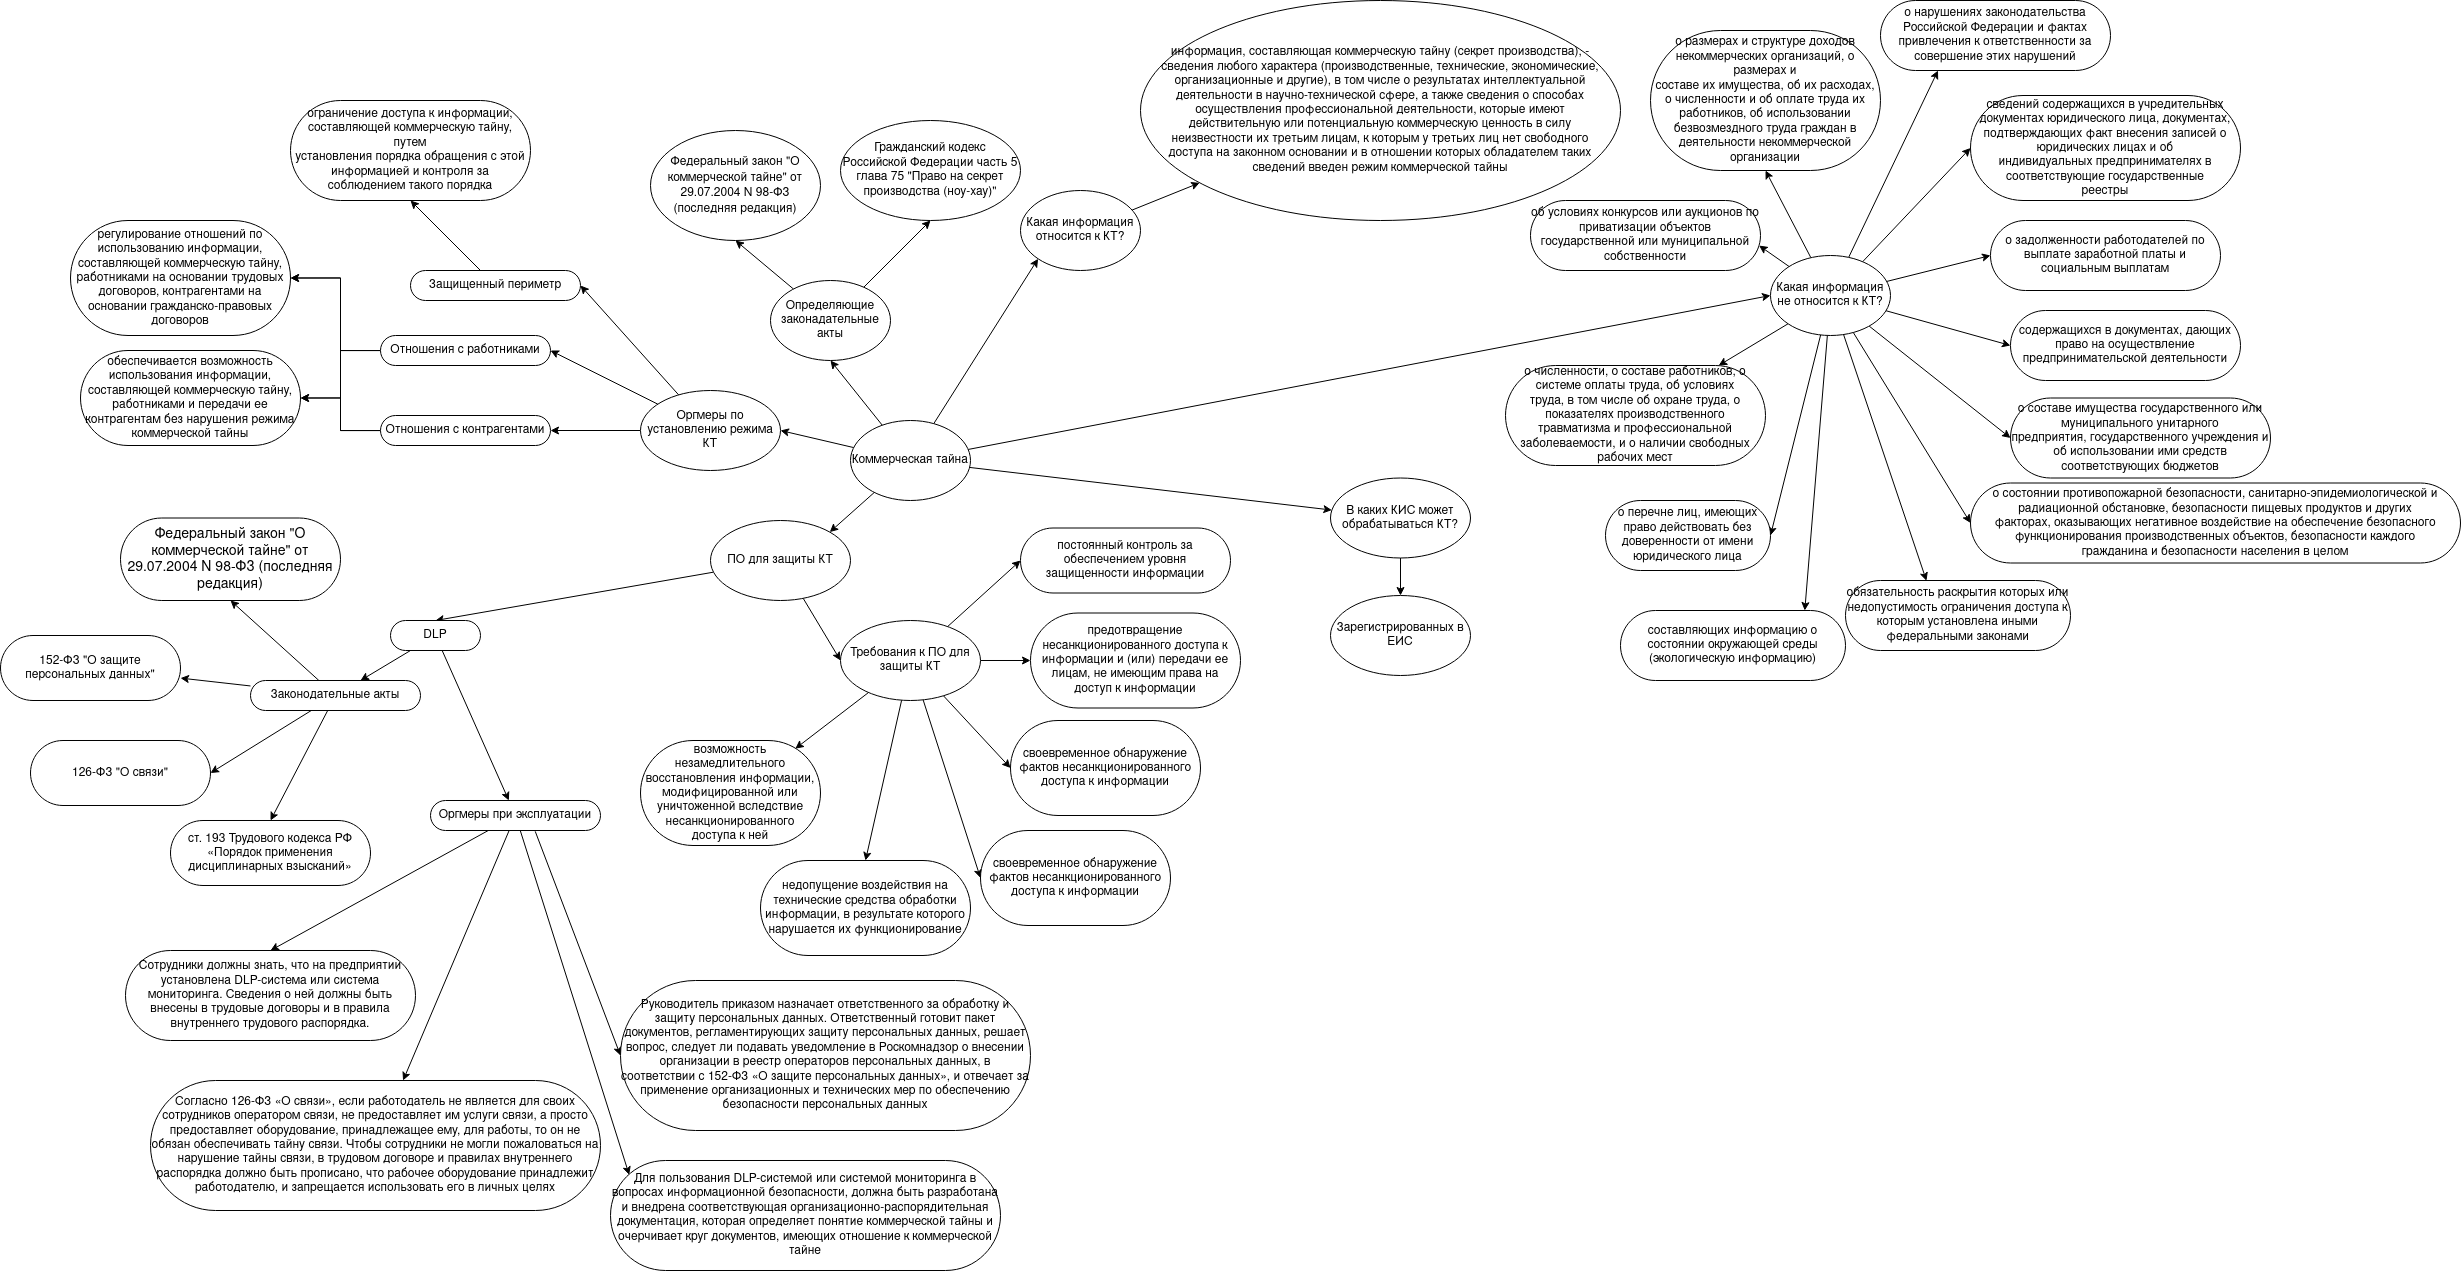 информация, составляющая коммерческую тайну (секрет производства), -
сведения любого характера (производственные, технические, экономические,
организационные и другие), в том числе о результатах интеллектуальной
деятельности в научно-технической сфере, а также сведения о способах
осуществления профессиональной деятельности, которые имеют
действительную или потенциальную коммерческую ценность в силу
неизвестности их третьим лицам, к которым у третьих лиц нет свободного
доступа на законном основании и в отношении которых обладателем таких
сведений введен режим коммерческой тайны
о размерах и структуре доходов
некоммерческих организаций, о
размерах и
составе их имущества, об их расходах,
о численности и об оплате труда их
работников, об использовании
безвозмездного труда граждан в
деятельности некоммерческой
организации
о нарушениях законодательства
Российской Федерации и фактах
привлечения к ответственности за
совершение этих нарушений
сведений содержащихся в учредительных
документах юридического лица, документах,
подтверждающих факт внесения записей о
юридических лицах и об
индивидуальных предпринимателях в
соответствующие государственные
реестры
ограничение доступа к информации,
составляющей коммерческую тайну,
путем
установления порядка обращения с этой
информацией и контроля за
соблюдением такого порядка
Федеральный закон "О
коммерческой тайне" от
29.07.2004 N 98-ФЗ
(последняя редакция)
Гражданский кодекс
Российской Федерации часть 5
глава 75 "Право на секрет
производства (ноу-хау)"
Какая информация
относится к КТ?
об условиях конкурсов или аукционов по
приватизации объектов
государственной или муниципальной
собственности
о задолженности работодателей по
выплате заработной платы и
социальным выплатам
регулирование отношений по
использованию информации,
составляющей коммерческую тайну,
работниками на основании трудовых
договоров, контрагентами на
основании гражданско-правовых
договоров
Защищенный периметр
Определяющие
законадательные
акты
Какая информация
не относится к КТ?
содержащихся в документах, дающих
право на осуществление
предпринимательской деятельности
Отношения с работниками
обеспечивается возможность
использования информации,
составляющей коммерческую тайну,
работниками и передачи ее
контрагентам без нарушения режима
коммерческой тайны
Отношения с контрагентами
Оргмеры по
установлению режима
КТ
Коммерческая тайна
о численности, о составе работников, о
системе оплаты труда, об условиях
труда, в том числе об охране труда, о
показателях производственного
травматизма и профессиональной
заболеваемости, и о наличии свободных
рабочих мест
о составе имущества государственного или
муниципального унитарного
предприятия, государственного учреждения и
об использовании ими средств
соответствующих бюджетов
В каких КИС может
обрабатываться КТ?
о перечне лиц, имеющих
право действовать без
доверенности от имени
юридического лица
о состоянии противопожарной безопасности, санитарно-эпидемиологической и
радиационной обстановке, безопасности пищевых продуктов и других
факторах, оказывающих негативное воздействие на обеспечение безопасного
функционирования производственных объектов, безопасности каждого
гражданина и безопасности населения в целом
Федеральный закон "О
коммерческой тайне" от
29.07.2004 N 98-ФЗ (последняя
редакция)
ПО для защиты КТ
постоянный контроль за
обеспечением уровня
защищенности информации
обязательность раскрытия которых или
недопустимость ограничения доступа к
которым установлена иными
федеральными законами
Зарегистрированных в
ЕИС
составляющих информацию о
состоянии окружающей среды
(экологическую информацию)
DLP
Требования к ПО для
защиты КТ
предотвращение
несанкционированного доступа к
информации и (или) передачи ее
лицам, не имеющим права на
доступ к информации
152-ФЗ "О защите
персональных данных"
Законодательные акты
возможность
незамедлительного
восстановления информации,
модифицированной или
уничтоженной вследствие
несанкционированного
доступа к ней
своевременное обнаружение
фактов несанкционированного
доступа к информации
126-ФЗ "О связи"
Оргмеры при эксплуатации
ст. 193 Трудового кодекса РФ
«Порядок применения
дисциплинарных взысканий»
недопущение воздействия на
технические средства обработки
информации, в результате которого
нарушается их функционирование
своевременное обнаружение
фактов несанкционированного
доступа к информации
Сотрудники должны знать, что на предприятии
установлена DLP-система или система
мониторинга. Сведения о ней должны быть
внесены в трудовые договоры и в правила
внутреннего трудового распорядка.
Руководитель приказом назначает ответственного за обработку и
защиту персональных данных. Ответственный готовит пакет
документов, регламентирующих защиту персональных данных, решает
вопрос, следует ли подавать уведомление в Роскомнадзор о внесении
организации в реестр операторов персональных данных, в
соответствии с 152-ФЗ «О защите персональных данных», и отвечает за
применение организационных и технических мер по обеспечению
безопасности персональных данных
Согласно 126-ФЗ «О связи», если работодатель не является для своих
сотрудников оператором связи, не предоставляет им услуги связи, а просто
предоставляет оборудование, принадлежащее ему, для работы, то он не
обязан обеспечивать тайну связи. Чтобы сотрудники не могли пожаловаться на
нарушение тайны связи, в трудовом договоре и правилах внутреннего
распорядка должно быть прописано, что рабочее оборудование принадлежит
работодателю, и запрещается использовать его в личных целях
Для пользования DLP-системой или системой мониторинга в
вопросах информационной безопасности, должна быть разработана
и внедрена соответствующая организационно-распорядительная
документация, которая определяет понятие коммерческой тайны и
очерчивает круг документов, имеющих отношение к коммерческой
тайне